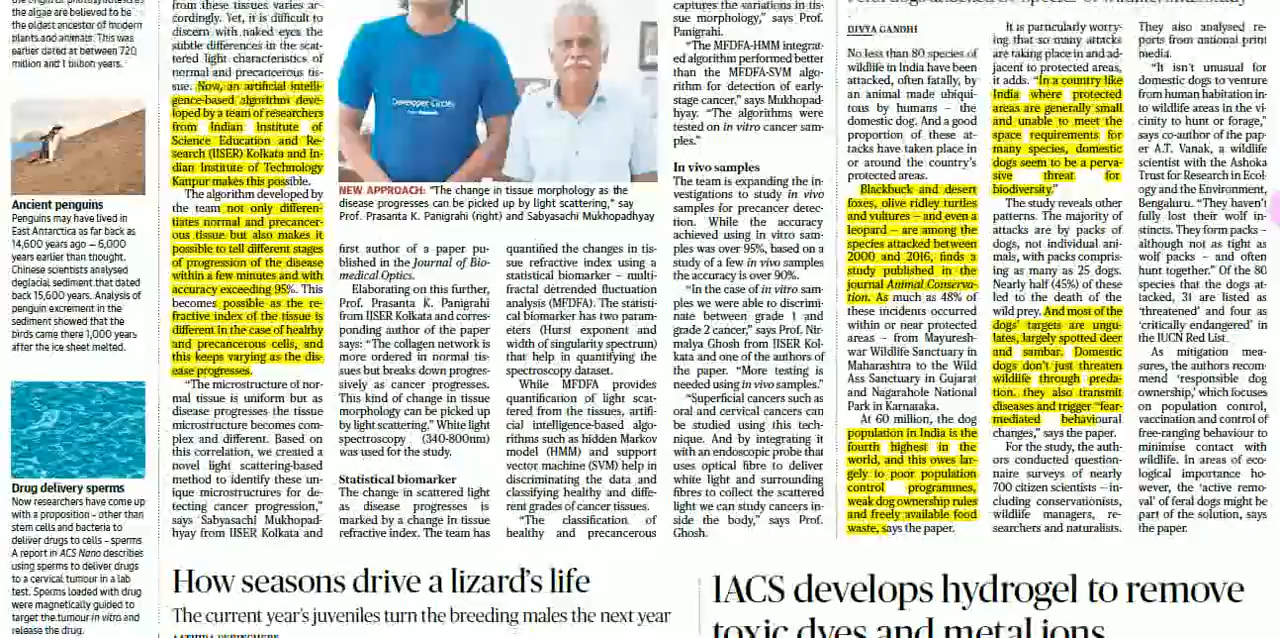 the algae are believed to be
the oldest ancestor of modern
plants and animals. This was
earlier dated at between 720
million and 1 billion years.
Ancient penguins
Penguins may have lived in
East Antarctica as far back as
14,600 years ago – 6,000
years earlier than thought.
Chinese scientists analysed
deglacial sediment that dated
back 15,600 years. Analysis of
penguin excrement in the
sediment showed that the
birds came there 1,000 years
after the ice sheet melted.
Drug delivery sperms
Now researchers have come up
with a proposition - other than
stem cells and bacteria to
deliver drugs to cells - sperms
A report in ACS Nano describes
using sperms to deliver drugs
to a cervical tumour in a lab
test. Sperms loaded with drug
were magnetically guided to
target the tumour in vitro and
release the drug.
from these tissues varies ac-
cordingly. Yet, it is difficult to
discern with naked eyes the
subtle differences in the scat-
tered light characteristics of
normal and precancerous tis-
sue. Now, an artificial intelli-
gence-based algorithm deve-
loped by a team of researchers
from Indian Institute of
Science Education and Re-
search (IISER) Kolkata and In-
dian Institute of Technology
Kanpur makes this possible.
The algorithm developed by
the team not only differen-
tiates normal and precancer-
ous tissue but also makes it
possible to tell different stages
of progression of the disease
within a few minutes and with
accuracy exceeding 95%. This
becomes possible as the re-
fractive index of the tissue is
different in the case of healthy
and precancerous cells, and
this keeps varying as the dis-
ease progresses.
"The microstructure of nor-
mal tissue is uniform but as
disease progresses the tissue
microstructure becomes com-
plex and different. Based on
this correlation, we created a
novel light scattering-based
method to identify these un-
ique microstructures for de-
tecting cancer progression,"
says Sabyasachi Mukhopad-
hyay from IISER Kolkata and
Developer Circles
NEW APPROACH: "The change in tissue morphology as the
disease progresses can be picked up by light scattering," say
Prof. Prasanta K. Panigrahi (right) and Sabyasachi Mukhopadhyay
first author of a paper pu-
blished in the Journal of Bio-
medical Optics.
Elaborating on this further,
Prof. Prasanta K. Panigrahi
from IISER Kolkata and corres-
ponding author of the paper
says: "The collagen network is
more ordered in normal tis-
sues but breaks down progres-
sively as cancer progresses.
This kind of change in tissue
morphology can be picked up
by light scattering." White light
spectroscopy (340-800nm)
was used for the study.
Statistical biomarker
The change in scattered light
as disease progresses is
marked by a change in tissue
refractive index. The team has
quantified the changes in tis-
sue refractive index using a
statistical biomarker – multi-
fractal detrended fluctuation
analysis (MFDFA). The statisti-
cal biomarker has two param-
eters (Hurst exponent and
width of singularity spectrum)
that help in quantifying the
spectroscopy dataset.
While MFDFA provides
quantification of light scat-
tered from the tissues, artifi-
cial intelligence-based algo-
rithms such as hidden Markov
model (HMM) and support
vector machine (SVM) help in
discriminating the data and
classifying healthy and diffe-
rent grades of cancer tissues.
"The classification of
healthy and precancerous
captures the variations in tis-
sue morphology," says Prof.
Panigrahi.
"The MFDFA-HMM integrat-
ed algorithm performed better
than the MFDFA-SVM algo-
rithm for detection of early-
stage cancer," says Mukhopad-
hyay. "The algorithms were
tested on in vitro cancer sam-
ples."
In vivo samples
The team is expanding the in-
vestigations to study in vivo
samples for precancer detec-
tion. While the accuracy
achieved using in vitro sam-
ples was over 95%, based on a
study of a few in vivo samples
the accuracy is over 90%.
"In the case of in vitro sam-
ples we were able to discrimi-
nate between grade 1 and
grade 2 cancer," says Prof. Nir-
malya Ghosh from IISER Kol-
kata and one of the authors of
the paper. "More testing is
needed using in vivo samples."
"Superficial cancers such as
oral and cervical cancers can
be studied using this tech-
nique. And by integrating it
with an endoscopic probe that
uses optical fibre to deliver
white light and surrounding
fibres to collect the scattered
light we can study cancers in-
side the body," says Prof.
Ghosh.
DIVYA GANDHI
No less than 80 species of
wildlife in India have been
attacked, often fatally, by
an animal made ubiqui-
tous by humans – the
domestic dog. And a good
proportion of these at-
tacks have taken place in
or around the country's
protected areas.
Blackbuck and desert
foxes, olive ridley turtles
and vultures – and even a
leopard – are among the
species attacked between
2000 and 2016, finds a
study published in the
journal Animal Conserva-
tion. As much as 48% of
these incidents occurred
within or near protected
areas – from Mayuresh-
war Wildlife Sanctuary in
Maharashtra to the Wild
Ass Sanctuary in Gujarat
and Nagarahole National
Park in Karnataka.
At 60 million, the dog
population in India is the
fourth highest in the
world, and this owes lar-
gely to poor population
control programmes,
weak dog ownership rules
and freely available food
waste, says the paper.
It is particularly worry-
ing that so many attacks
are taking place in and ad-
jacent to protected areas,
it adds. "In a country like
India where protected
areas are generally small
and unable to meet the
space requirements for
many species, domestic
dogs seem to be a perva-
sive threat for
biodiversity."
The study reveals other
patterns. The majority of
attacks are by packs of
dogs, not individual ani-
mals, with packs compris-
ing as many as 25 dogs.
Nearly half (45%) of these
led to the death of the
wild prey. And most of the
dogs' targets are ungu-
lates, largely spotted deer
and sambar. Domestic
dogs don't just threaten
wildlife through preda-
tion, they also transmit
diseases and trigger "fear-
mediated behavioural
changes," says the paper.
For the study, the auth-
ors conducted question-
naire surveys of nearly
700 citizen scientists – in-
cluding conservationists,
wildlife managers, re-
searchers and naturalists.
They also analysed re-
ports from national print
media.
"It isn't unusual for
domestic dogs to venture
from human habitation in-
to wildlife areas in the vi-
cinity to hunt or forage,"
says co-author of the pap-
er A.T. Vanak, a wildlife
scientist with the Ashoka
Trust for Research in Ecol-
ogy and the Environment,
Bengaluru. "They haven't
fully lost their wolf in-
stincts. They form packs –
although not as tight as
wolf packs – and often
hunt together." Of the 80
species that the dogs at-
tacked, 31 are listed as
'threatened' and four as
'critically endangered' in
the IUCN Red List.
As mitigation mea-
sures, the authors recom-
mend 'responsible dog
ownership,' which focuses
on population control,
vaccination and control of
free-ranging behaviour to
minimise contact with
wildlife. In areas of eco-
logical importance ho-
wever, the 'active remo-
val' of feral dogs might be
part of the solution, says
the paper.
How seasons drive a lizard's life
The current year's juveniles turn the breeding males the next year
IACS develops hydrogel to remove
toxic dyes and metal ions